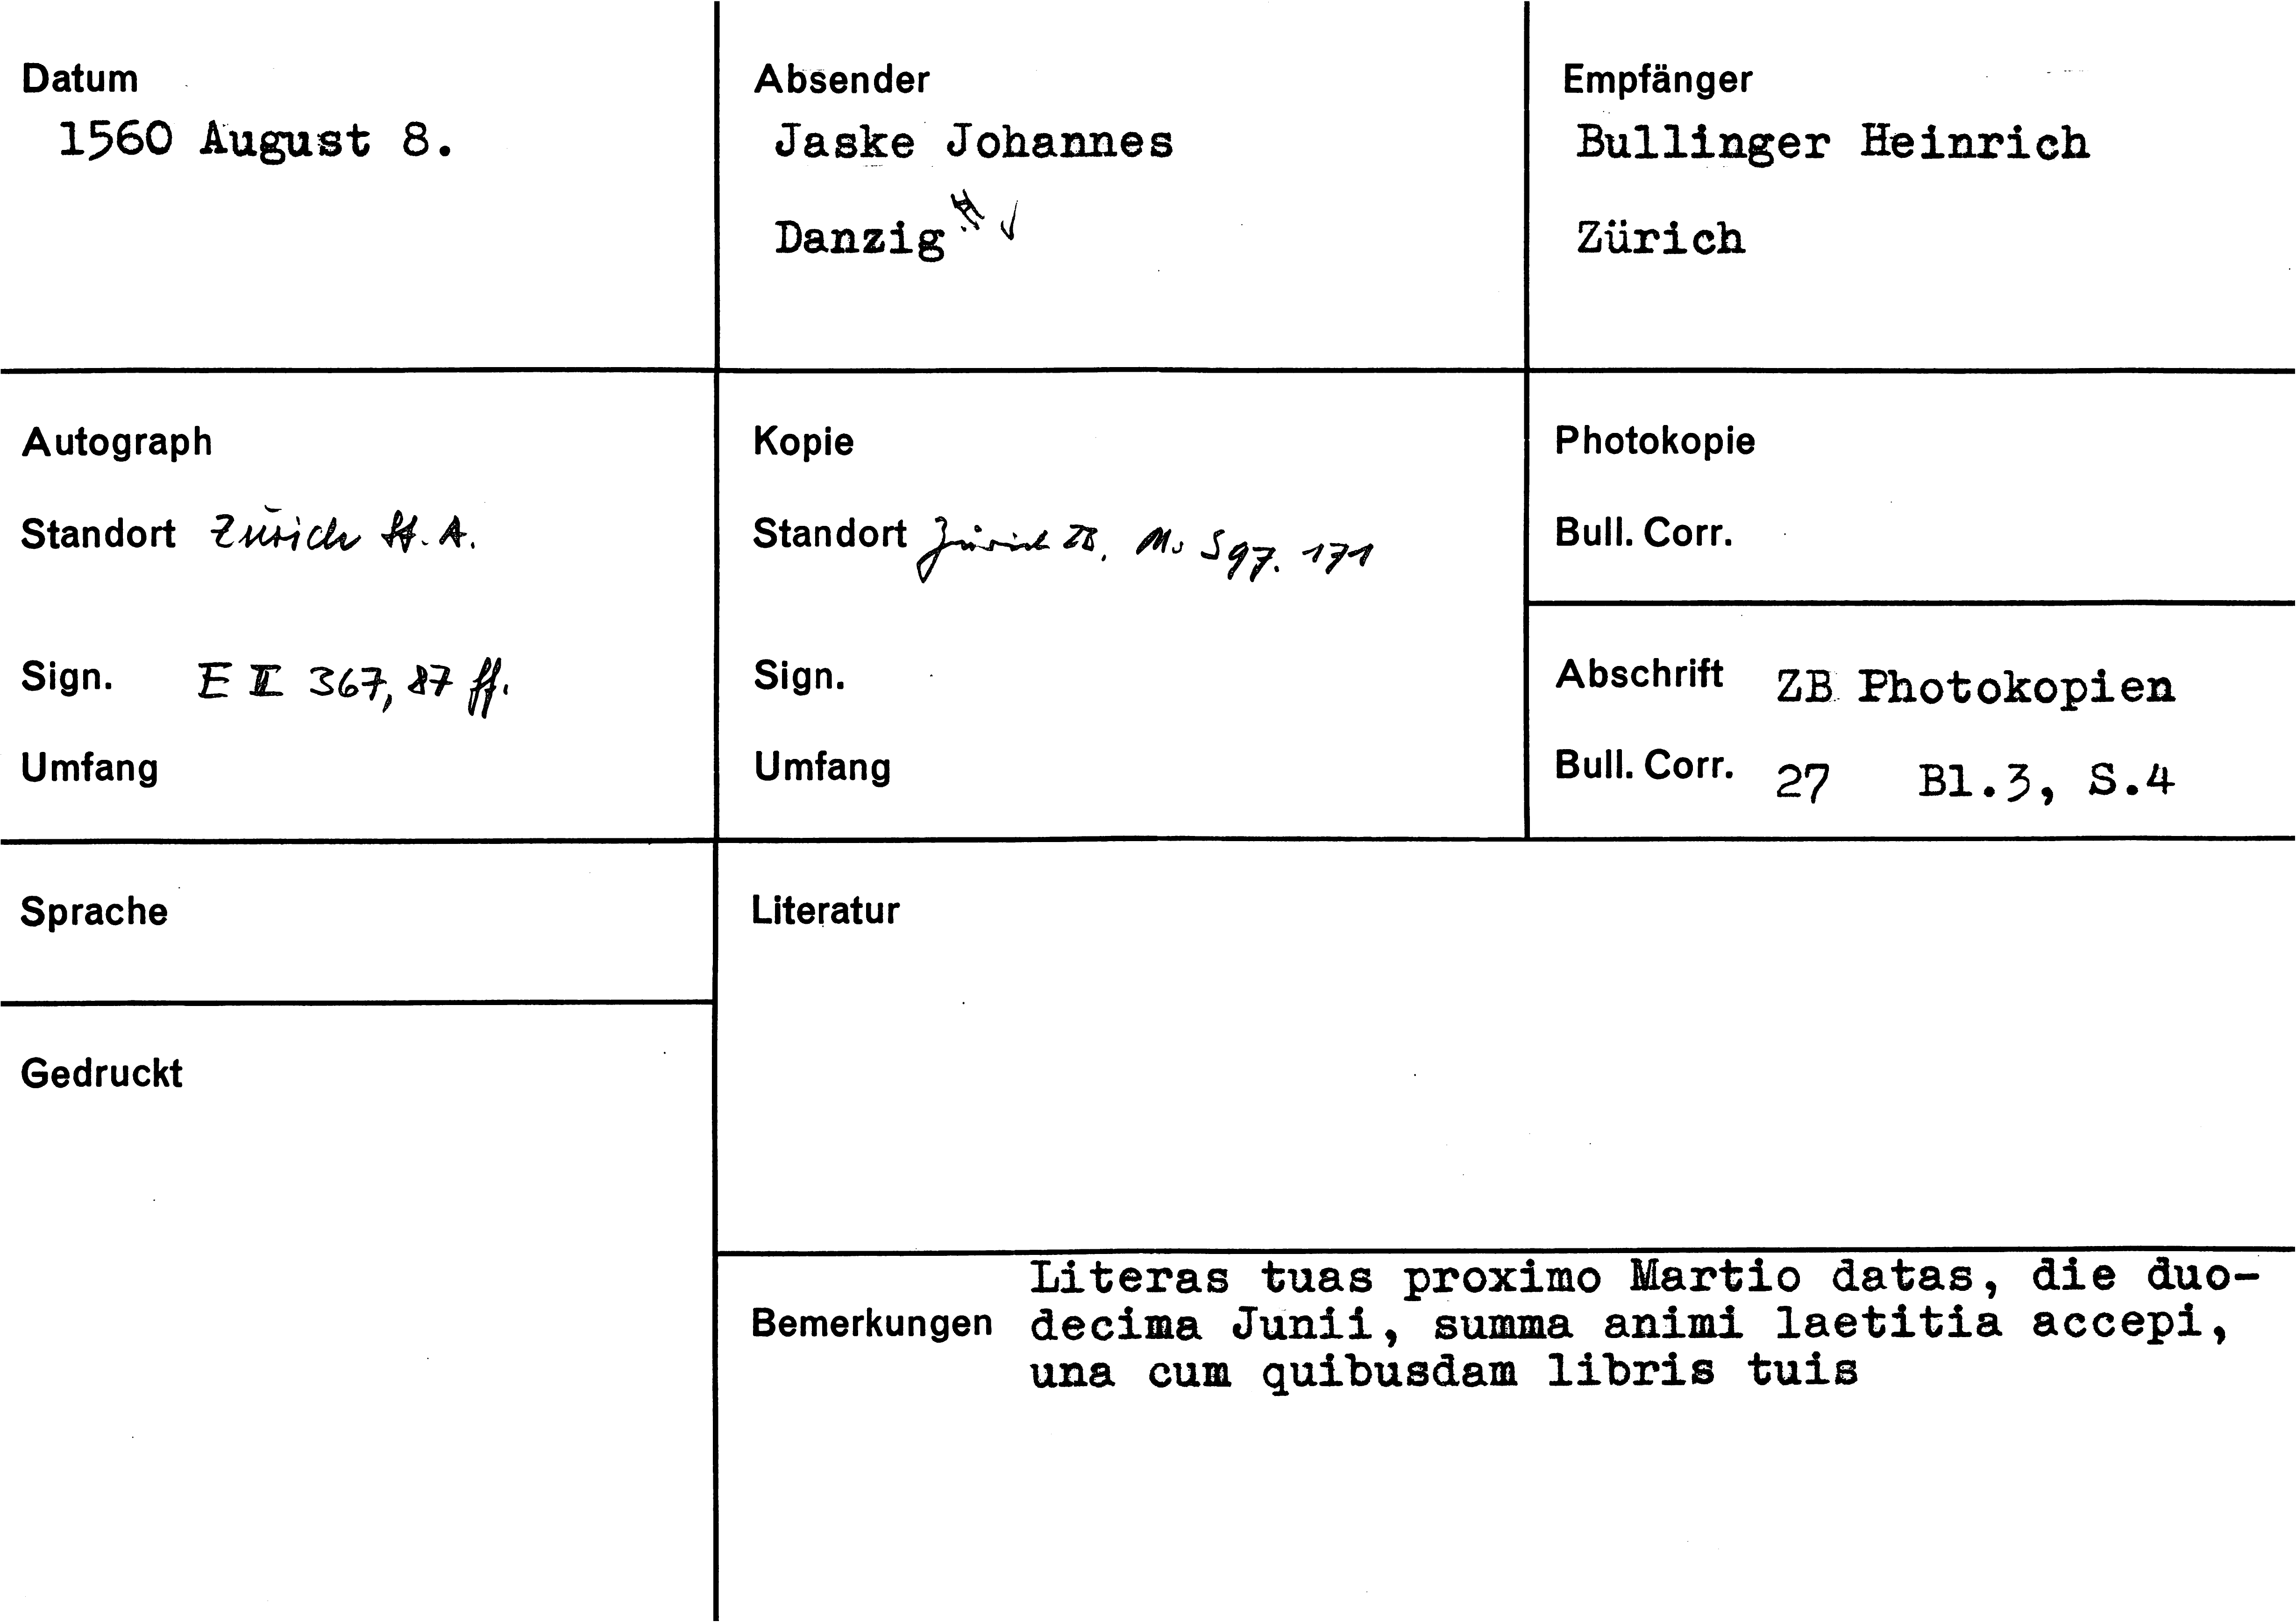 Datum
1560 August 8.
Absender
Jaske Johannes
Danzig
Empfänger
Bullinger Heinrich
Zürich
Autograph
Standort Zürich St. A.
Sign. E II 367, 87 ff.
Umfang
Kopie
Standort Zürich ZB, Ms S 97. 171
Sign.
Umfang
Photokopie
Bull. Corr.
Abschrift ZB Photokopien
Bull. Corr. 27 Bl.3, S.4
Sprache
Gedruckt
Literatur
Bemerkungen
Literas tuas proximo Martio datas, die duo-
decima Junii, summa animi laetitia accepi,
una cum quibusdam libris tuis